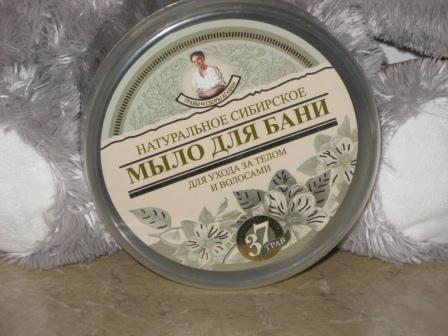 НАТУРАЛЬНОЕ СИБИРСКОЕ
МЫЛО ДЛЯ БАНИ
ДЛЯ УХОДА ЗА ТЕЛОМ
И ВОЛОСАМИ
37
ТРАВ